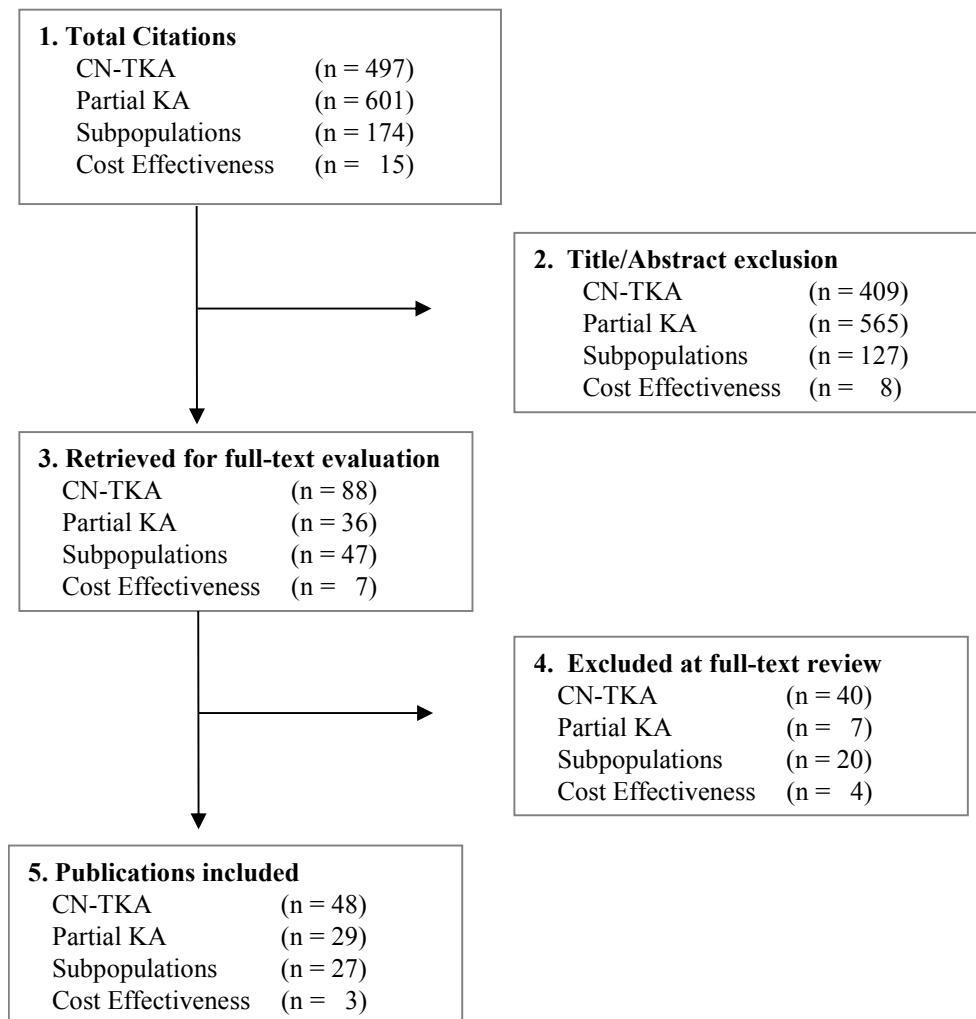 1. Total Citations
CN-TKA (n = 497)
Partial KA (n = 601)
Subpopulations (n = 174)
Cost Effectiveness (n = 15)
2. Title/Abstract exclusion
CN-TKA (n = 409)
Partial KA (n = 565)
Subpopulations (n = 127)
Cost Effectiveness (n = 8)
3. Retrieved for full-text evaluation
CN-TKA (n = 88)
Partial KA (n = 36)
Subpopulations (n = 47)
Cost Effectiveness (n = 7)
4. Excluded at full-text review
CN-TKA (n = 40)
Partial KA (n = 7)
Subpopulations (n = 20)
Cost Effectiveness (n = 4)
5. Publications included
CN-TKA (n = 48)
Partial KA (n = 29)
Subpopulations (n = 27)
Cost Effectiveness (n = 3)